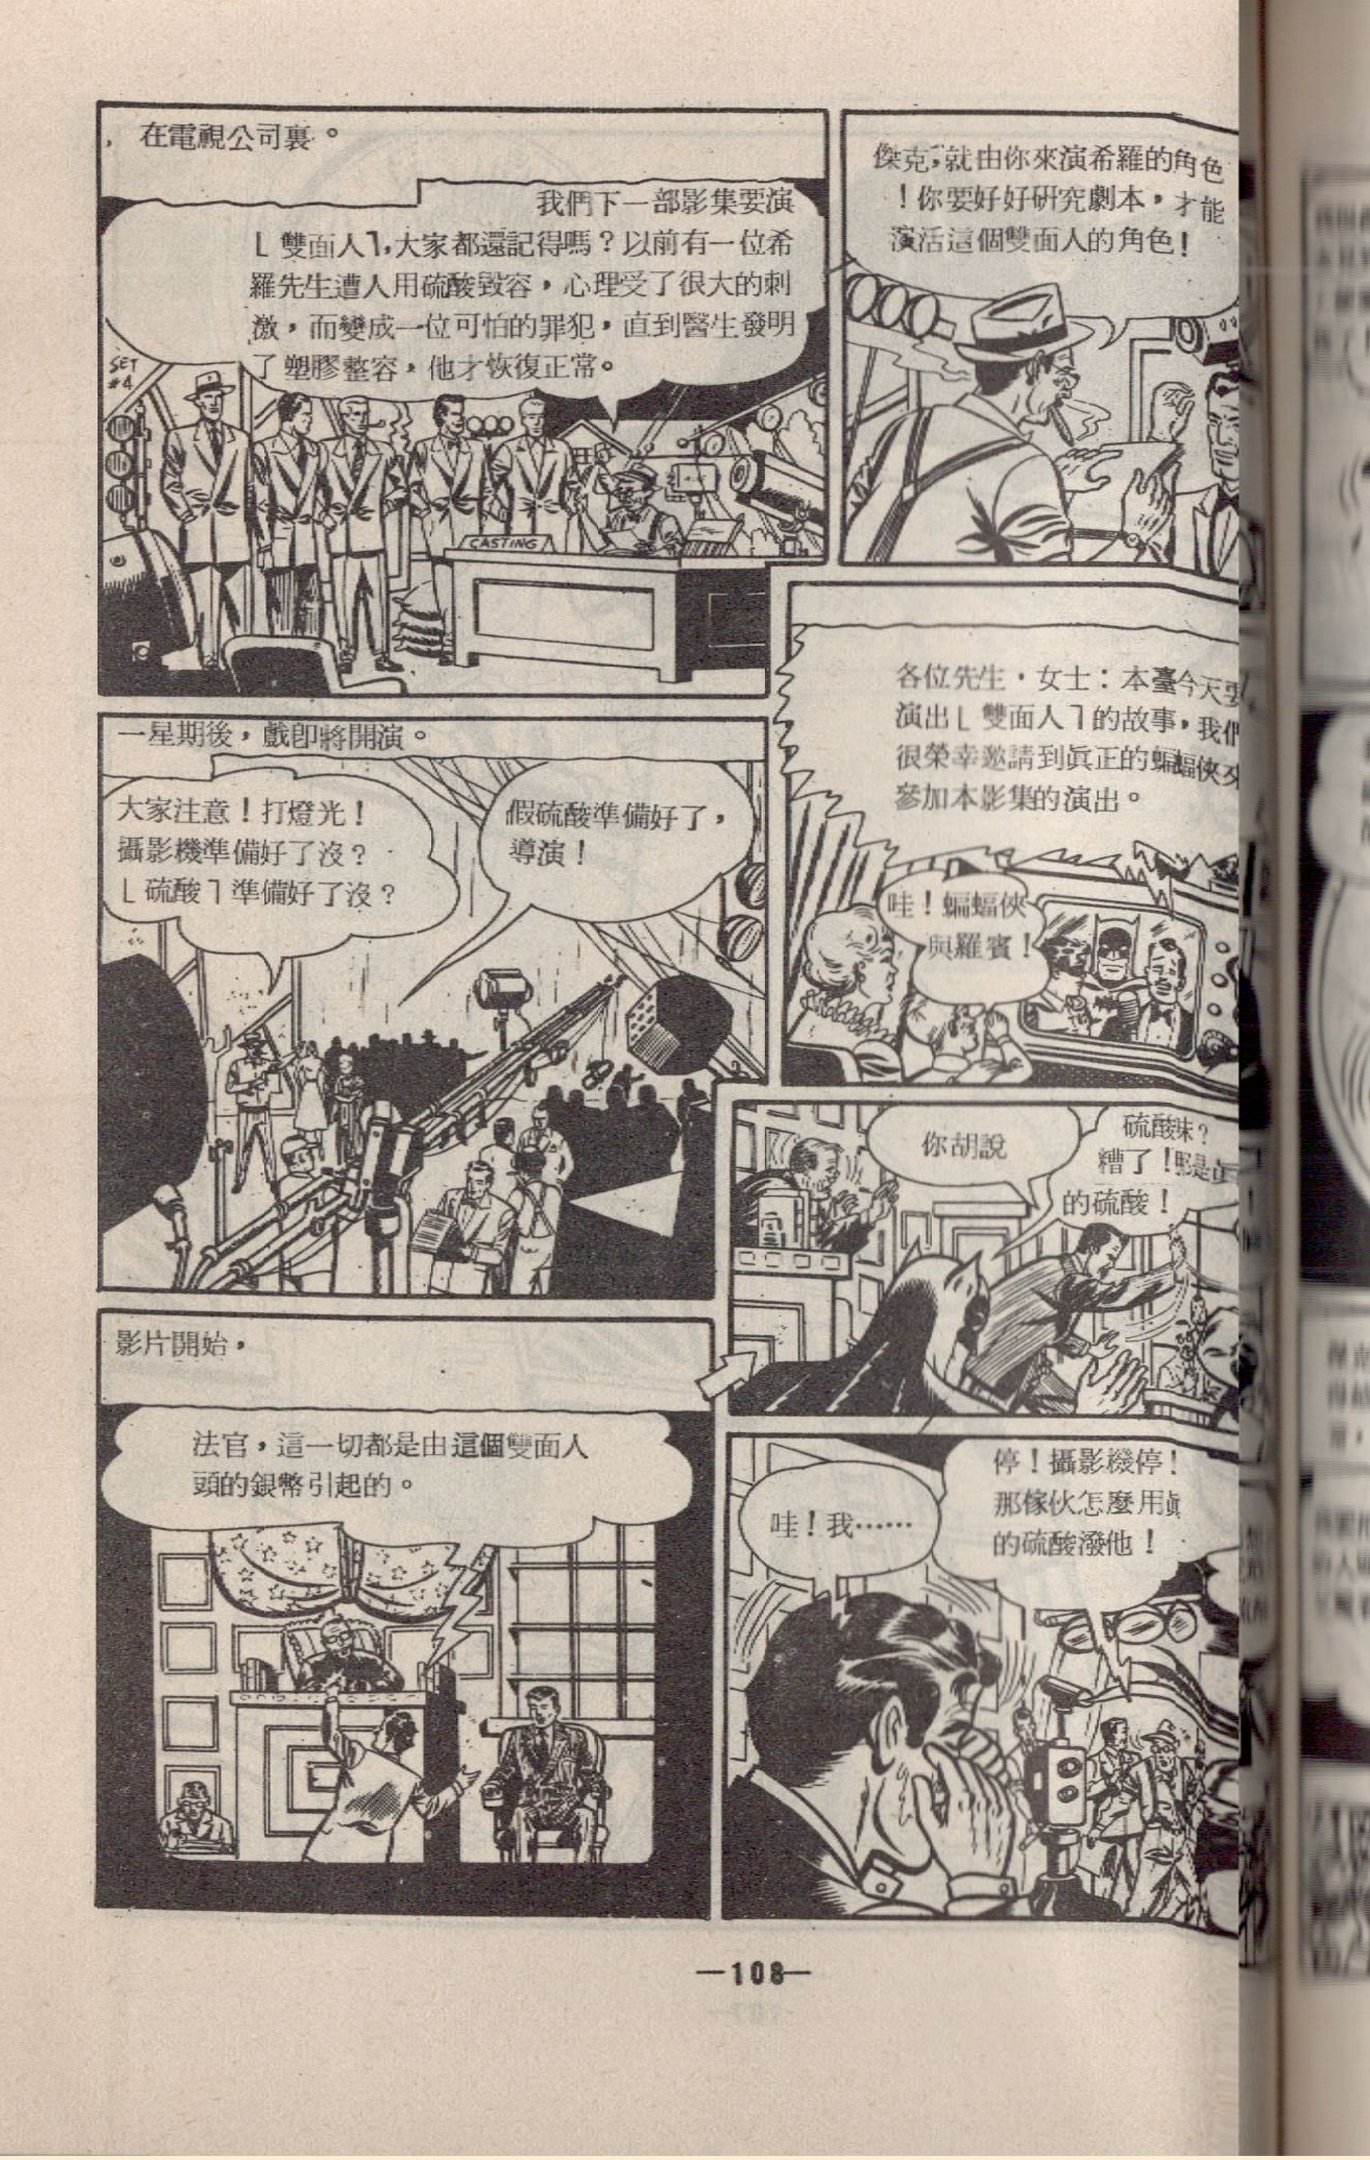 在電視公司裏。
我們下一部影集要演
「雙面人」,大家都還記得嗎？以前有一位希
羅先生遭人用硫酸毀容，心理受了很大的刺
激，而變成一位可怕的罪犯，直到醫生發明
了塑膠整容，他才恢復正常。
SET
#4
CASTING
傑克，就由你來演希羅的角色
！你要好好研究劇本，才能
演活這個雙面人的角色！
一星期後，戲即將開演。
大家注意！打燈光！
攝影機準備好了沒？
「硫酸」準備好了沒？
假硫酸準備好了，
導演！
各位先生，女士：本臺今天要
演出「雙面人」的故事，我們
很榮幸邀請到眞正的蝙蝠俠來
參加本影集的演出。
哇！蝙蝠俠
與羅賓！
你胡說
硫酸味？
糟了！
的硫酸！
影片開始，
法官，這一切都是由這個雙面人
頭的銀幣引起的。
哇！我……
停！攝影機停！
那傢伙怎麼用眞
的硫酸潑他！
—108—